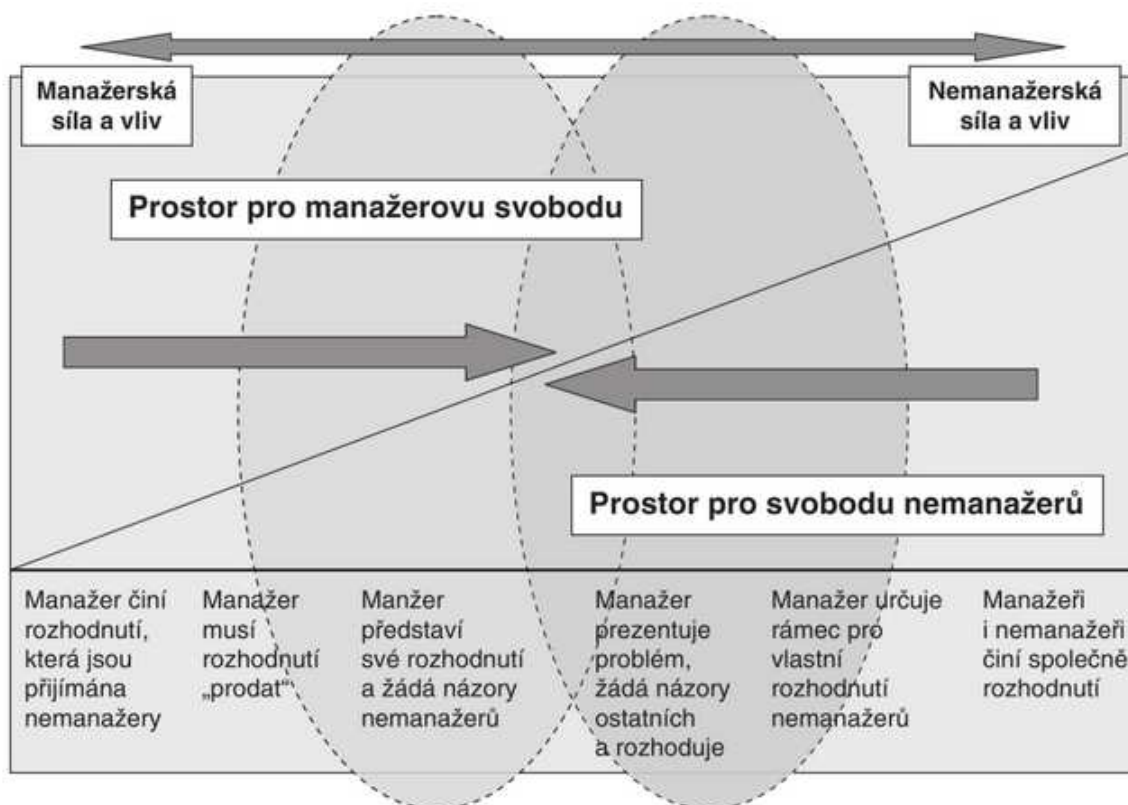 Manažerská
síla a vliv
Nemanažerská
síla a vliv
Prostor pro manažerovu svobodu
Prostor pro svobodu nemanažerů
Manažer činí
rozhodnutí,
která jsou
přijímána
nemanažery
Manažer
musí
rozhodnutí
„prodat“
Manžer
představí
své rozhodnutí
a žádá názory
nemanažerů
Manažer
prezentuje
problém,
žádá názory
ostatních
a rozhoduje
Manažer určuje
rámec pro
vlastní
rozhodnutí
nemanažerů
Manažeři
i nemanažeři
činí společně
rozhodnutí